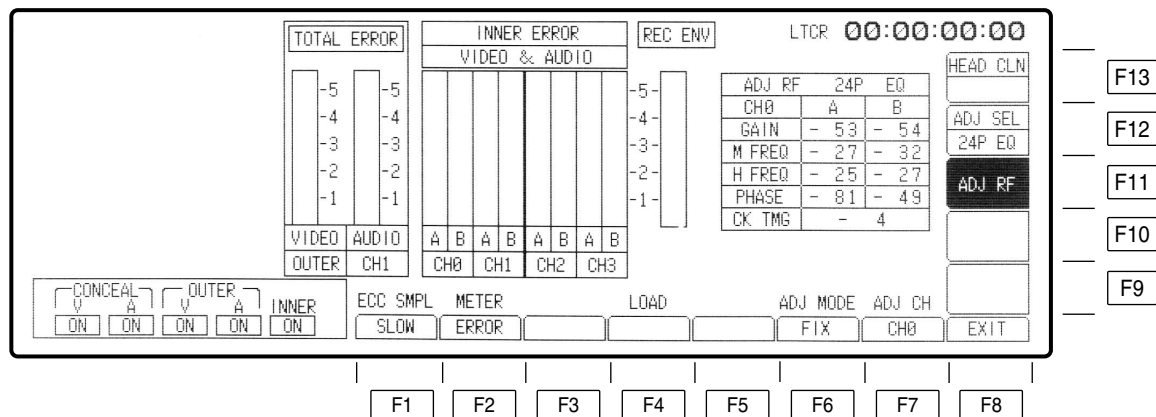 TOTAL ERROR
INNER ERROR
VIDEO & AUDIO
REC ENV
LTCR 00:00:00:00
-5 -5 -5-
-4 -4 -4-
-3 -3 -3-
-2 -2 -2-
-1 -1 -1-
VIDEO AUDIO A B A B A B A B
OUTER CH1 CH0 CH1 CH2 CH3
ADJ RF 24P EQ
CH0 A B
GAIN - 53 - 54
M FREQ - 27 - 32
H FREQ - 25 - 27
PHASE - 81 - 49
CK TMG - 4
HEAD CLN
ADJ SEL
24P EQ
ADJ RF
F13
F12
F11
F10
F9
CONCEAL OUTER
V A V A INNER
ON ON ON ON ON
ECC SMPL METER LOAD ADJ MODE ADJ CH
SLOW ERROR FIX CH0 EXIT
F1 F2 F3 F4 F5 F6 F7 F8